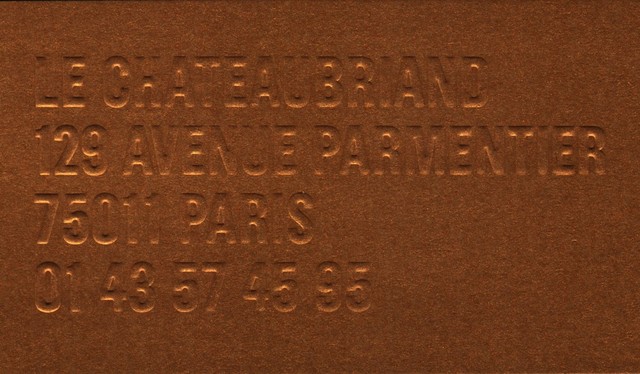 LE CHATEAUBRIAND
129 AVENUE PARMENTIER
75011 PARIS
01 43 57 45 95